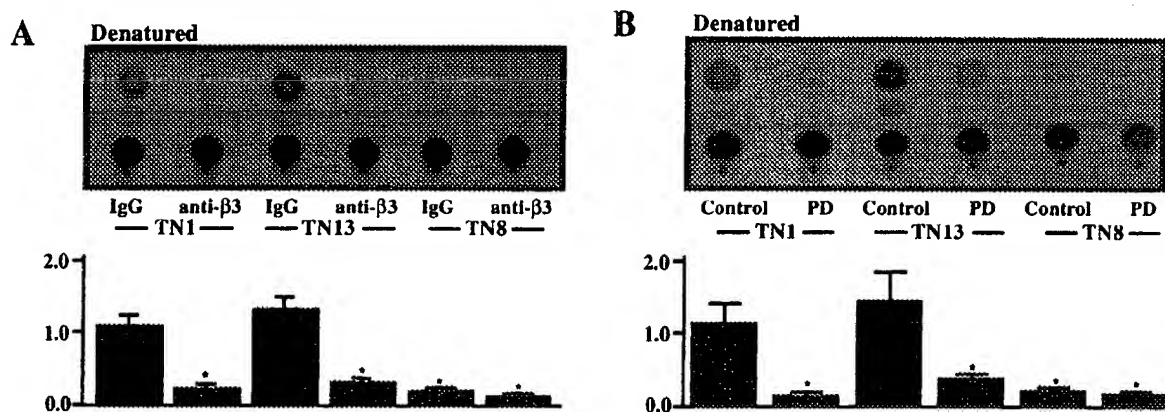 A
Denatured
IgG anti-β3 IgG anti-β3 IgG anti-β3
TN1 TN13 TN8
2.0
1.0
0.0
* * * *
B
Denatured
Control PD Control PD Control PD
TN1 TN13 TN8
2.0
1.0
0.0
* * * *